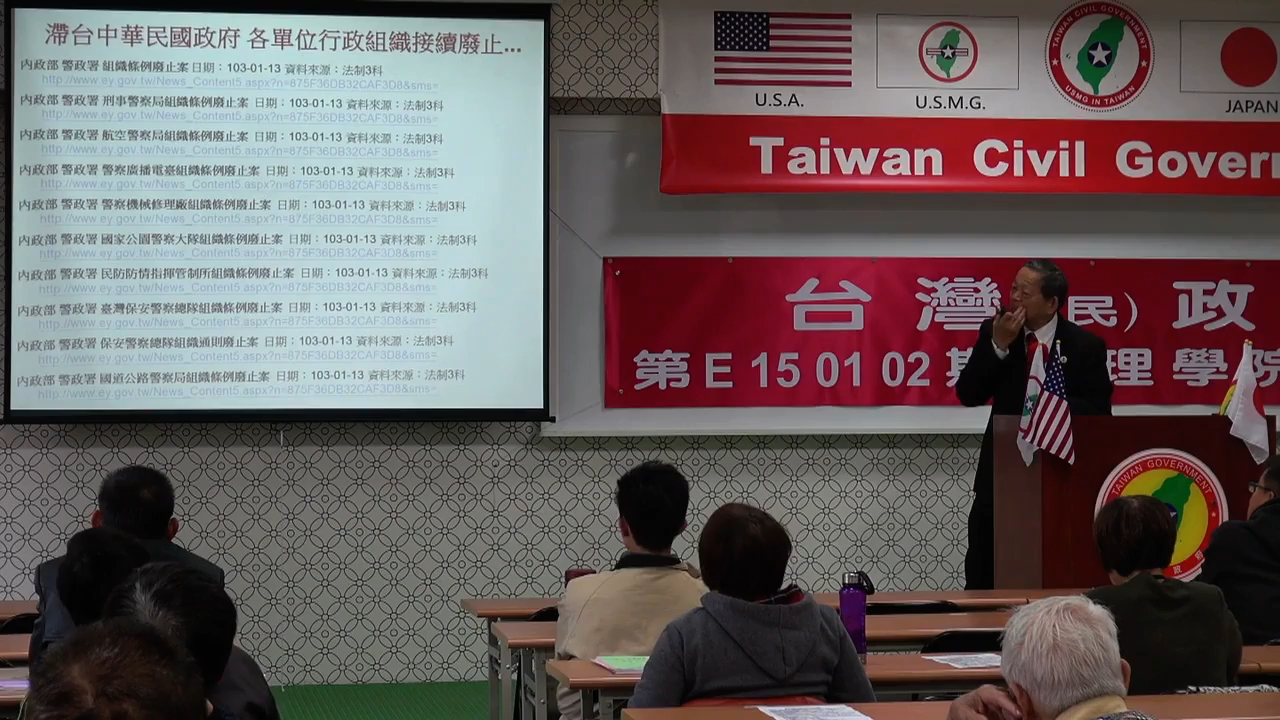 滯台中華民國政府 各單位行政組織接續廢止...
內政部 警政署 組織條例廢止案 日期：103-01-13 資料來源：法制3科
http://www.ey.gov.tw/News_Content5.aspx?n=875F36DB32CAF3D8&sms=
內政部 警政署 刑事警察局組織條例廢止案 日期：103-01-13 資料來源：法制3科
http://www.ey.gov.tw/News_Content5.aspx?n=875F36DB32CAF3D8&sms=
內政部 警政署 航空警察局組織條例廢止案 日期：103-01-13 資料來源：法制3科
http://www.ey.gov.tw/News_Content5.aspx?n=875F36DB32CAF3D8&sms=
內政部 警政署 警察廣播電臺組織條例廢止案 日期：103-01-13 資料來源：法制3科
http://www.ey.gov.tw/News_Content5.aspx?n=875F36DB32CAF3D8&sms=
內政部 警政署 警察機械修理廠組織條例廢止案 日期：103-01-13 資料來源：法制3科
http://www.ey.gov.tw/News_Content5.aspx?n=875F36DB32CAF3D8&sms=
內政部 警政署 國家公園警察大隊組織條例廢止案 日期：103-01-13 資料來源：法制3科
http://www.ey.gov.tw/News_Content5.aspx?n=875F36DB32CAF3D8&sms=
內政部 警政署 民防防情指揮管制所組織條例廢止案 日期：103-01-13 資料來源：法制3科
http://www.ey.gov.tw/News_Content5.aspx?n=875F36DB32CAF3D8&sms=
內政部 警政署 臺灣保安警察總隊組織條例廢止案 日期：103-01-13 資料來源：法制3科
http://www.ey.gov.tw/News_Content5.aspx?n=875F36DB32CAF3D8&sms=
內政部 警政署 保安警察總隊組織通則廢止案 日期：103-01-13 資料來源：法制3科
http://www.ey.gov.tw/News_Content5.aspx?n=875F36DB32CAF3D8&sms=
內政部 警政署 國道公路警察局組織條例廢止案 日期：103-01-13 資料來源：法制3科
http://www.ey.gov.tw/News_Content5.aspx?n=875F36DB32CAF3D8&sms=
TAIWAN CIVIL GOVERNMENT
USMG IN TAIWAN
U.S.A. U.S.M.G. JAPAN
Taiwan Civil Govern
台灣 民）政
第E 15 01 02 理學院
TAIWAN GOVERNMENT